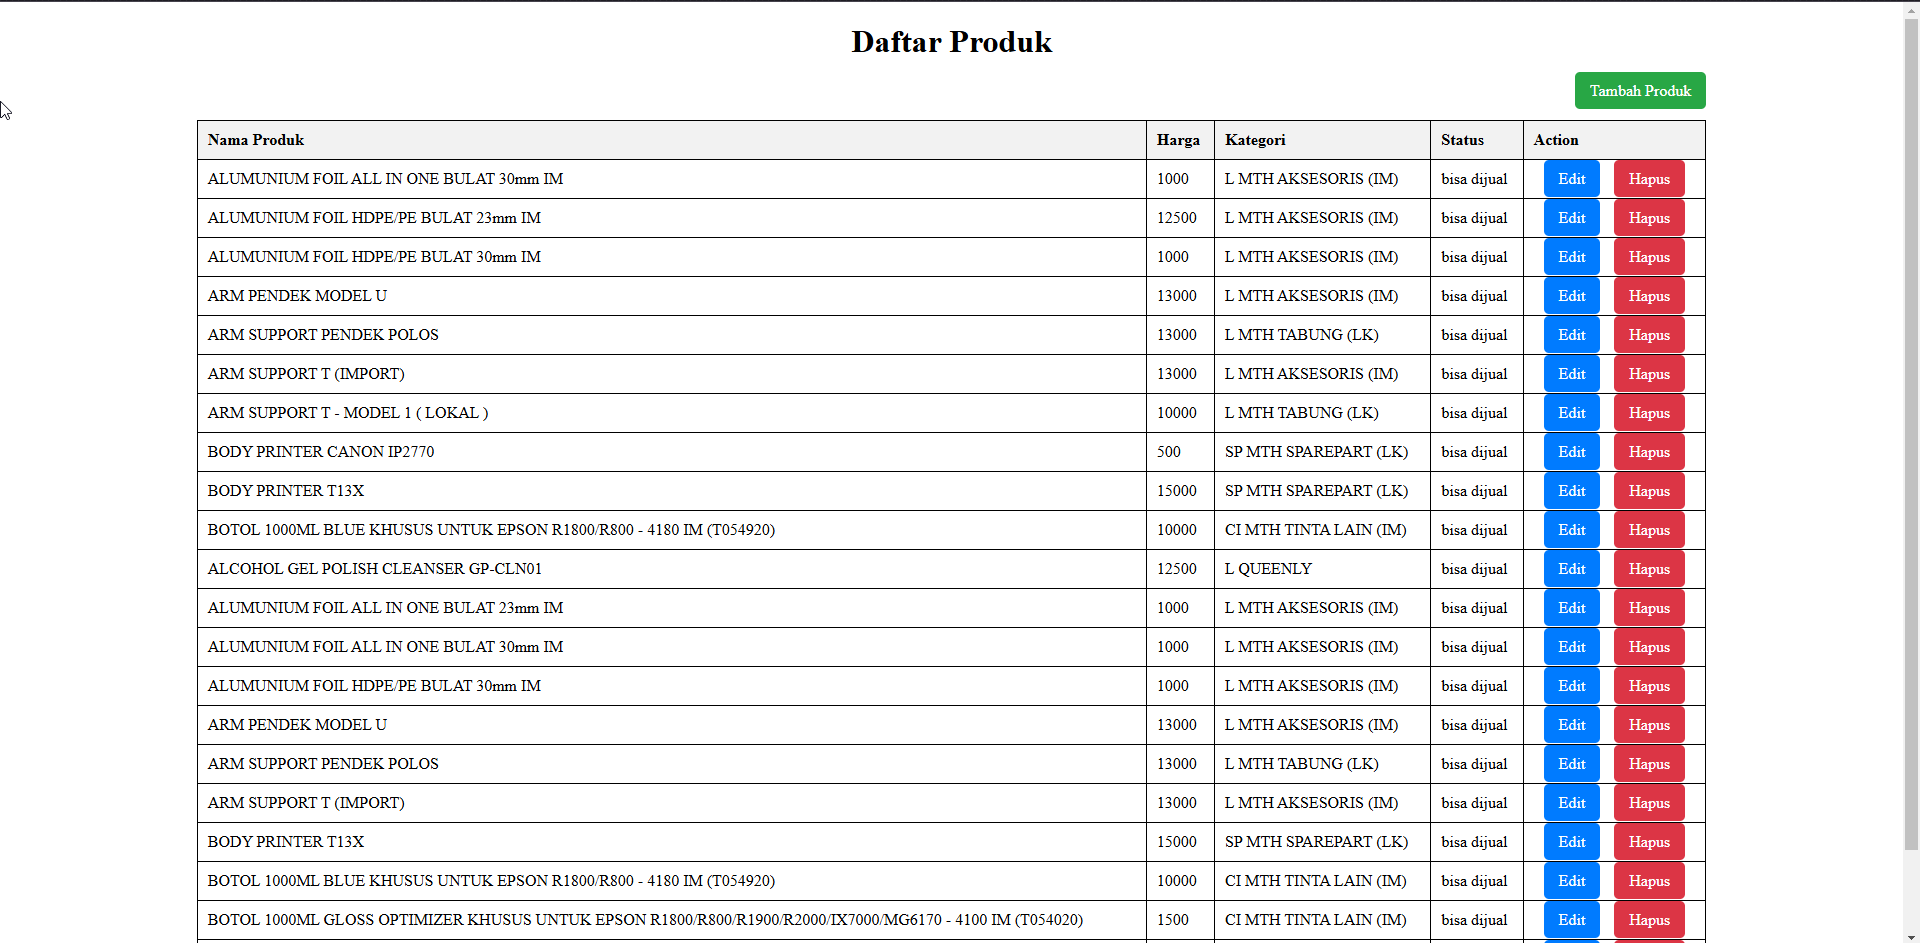 Daftar Produk
Tambah Produk
Nama Produk Harga Kategori Status Action
ALUMUNIUM FOIL ALL IN ONE BULAT 30mm IM 1000 L MTH AKSESORIS (IM) bisa dijual Edit Hapus
ALUMUNIUM FOIL HDPE/PE BULAT 23mm IM 12500 L MTH AKSESORIS (IM) bisa dijual Edit Hapus
ALUMUNIUM FOIL HDPE/PE BULAT 30mm IM 1000 L MTH AKSESORIS (IM) bisa dijual Edit Hapus
ARM PENDEK MODEL U 13000 L MTH AKSESORIS (IM) bisa dijual Edit Hapus
ARM SUPPORT PENDEK POLOS 13000 L MTH TABUNG (LK) bisa dijual Edit Hapus
ARM SUPPORT T (IMPORT) 13000 L MTH AKSESORIS (IM) bisa dijual Edit Hapus
ARM SUPPORT T - MODEL 1 ( LOKAL ) 10000 L MTH TABUNG (LK) bisa dijual Edit Hapus
BODY PRINTER CANON IP2770 500 SP MTH SPAREPART (LK) bisa dijual Edit Hapus
BODY PRINTER T13X 15000 SP MTH SPAREPART (LK) bisa dijual Edit Hapus
BOTOL 1000ML BLUE KHUSUS UNTUK EPSON R1800/R800 - 4180 IM (T054920) 10000 CI MTH TINTA LAIN (IM) bisa dijual Edit Hapus
ALCOHOL GEL POLISH CLEANSER GP-CLN01 12500 L QUEENLY bisa dijual Edit Hapus
ALUMUNIUM FOIL ALL IN ONE BULAT 23mm IM 1000 L MTH AKSESORIS (IM) bisa dijual Edit Hapus
ALUMUNIUM FOIL ALL IN ONE BULAT 30mm IM 1000 L MTH AKSESORIS (IM) bisa dijual Edit Hapus
ALUMUNIUM FOIL HDPE/PE BULAT 30mm IM 1000 L MTH AKSESORIS (IM) bisa dijual Edit Hapus
ARM PENDEK MODEL U 13000 L MTH AKSESORIS (IM) bisa dijual Edit Hapus
ARM SUPPORT PENDEK POLOS 13000 L MTH TABUNG (LK) bisa dijual Edit Hapus
ARM SUPPORT T (IMPORT) 13000 L MTH AKSESORIS (IM) bisa dijual Edit Hapus
BODY PRINTER T13X 15000 SP MTH SPAREPART (LK) bisa dijual Edit Hapus
BOTOL 1000ML BLUE KHUSUS UNTUK EPSON R1800/R800 - 4180 IM (T054920) 10000 CI MTH TINTA LAIN (IM) bisa dijual Edit Hapus
BOTOL 1000ML GLOSS OPTIMIZER KHUSUS UNTUK EPSON R1800/R800/R1900/R2000/IX7000/MG6170 - 4100 IM (T054020) 1500 CI MTH TINTA LAIN (IM) bisa dijual Edit Hapus